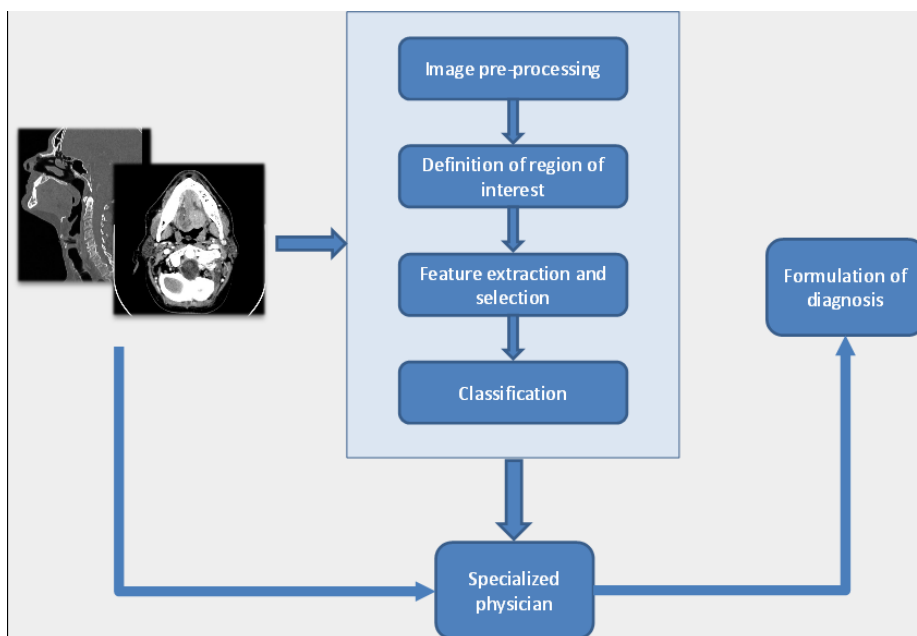 Image pre-processing
Definition of region of
interest
Feature extraction and
selection
Classification
Formulation of
diagnosis
Specialized
physician